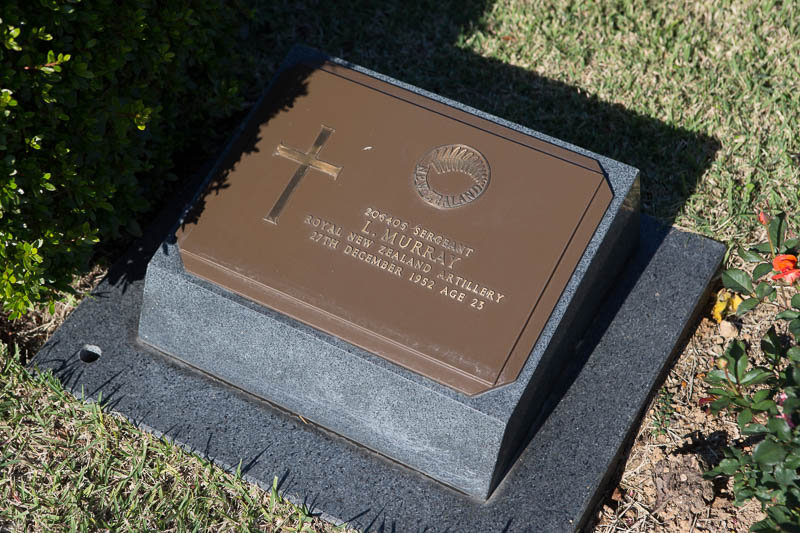 NEW ZEALAND
206405 SERGEANT
L. MURRAY
ROYAL NEW ZEALAND ARTILLERY
27TH DECEMBER 1952 AGE 23